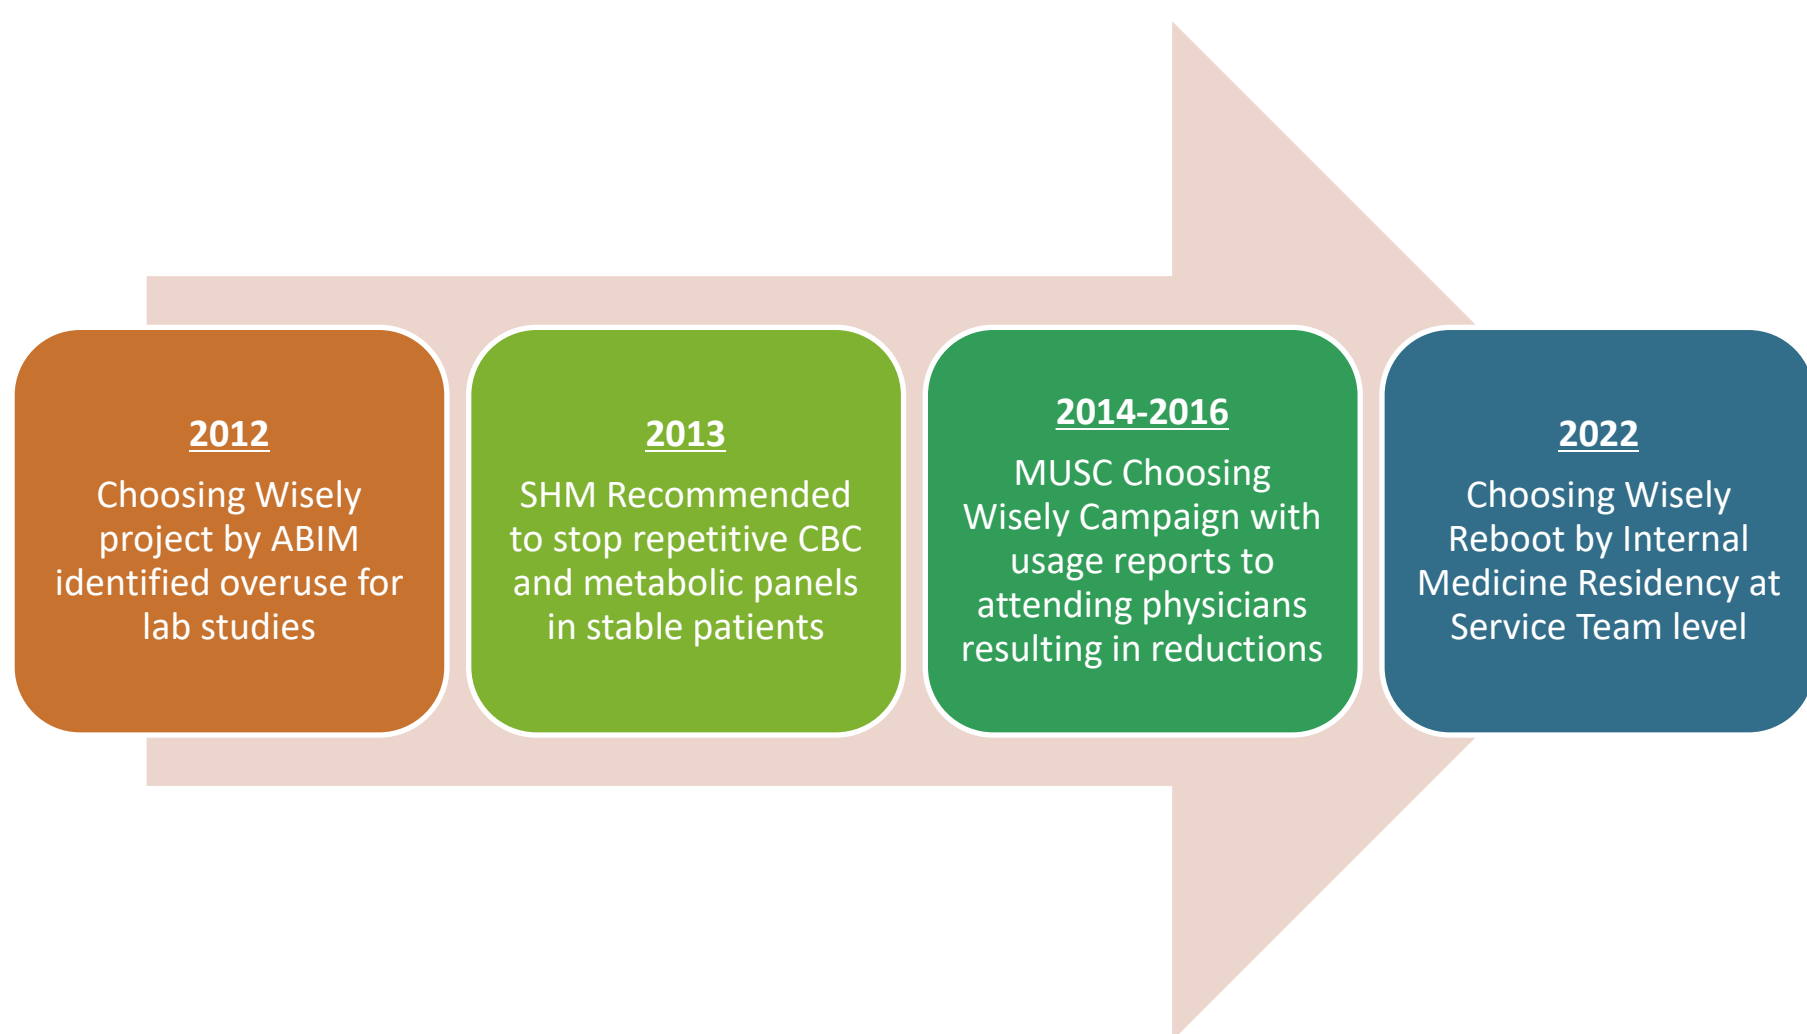 2012
Choosing Wisely
project by ABIM
identified overuse for
lab studies
2013
SHM Recommended
to stop repetitive CBC
and metabolic panels
in stable patients
2014-2016
MUSC Choosing
Wisely Campaign with
usage reports to
attending physicians
resulting in reductions
2022
Choosing Wisely
Reboot by Internal
Medicine Residency at
Service Team level